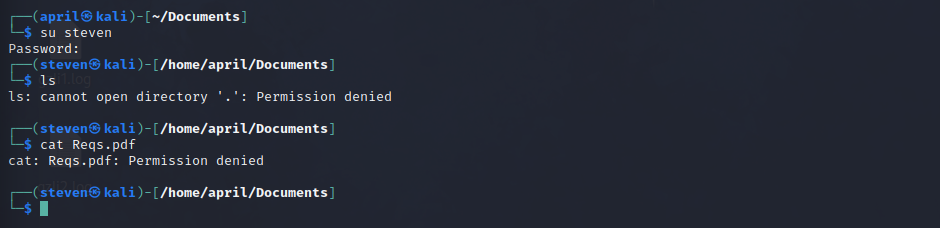 ┌──(april㉿kali)-[~/Documents]
└─$ su steven
Password:
┌──(steven㉿kali)-[/home/april/Documents]
└─$ ls
ls: cannot open directory '.': Permission denied

┌──(steven㉿kali)-[/home/april/Documents]
└─$ cat Reqs.pdf
cat: Reqs.pdf: Permission denied

┌──(steven㉿kali)-[/home/april/Documents]
└─$